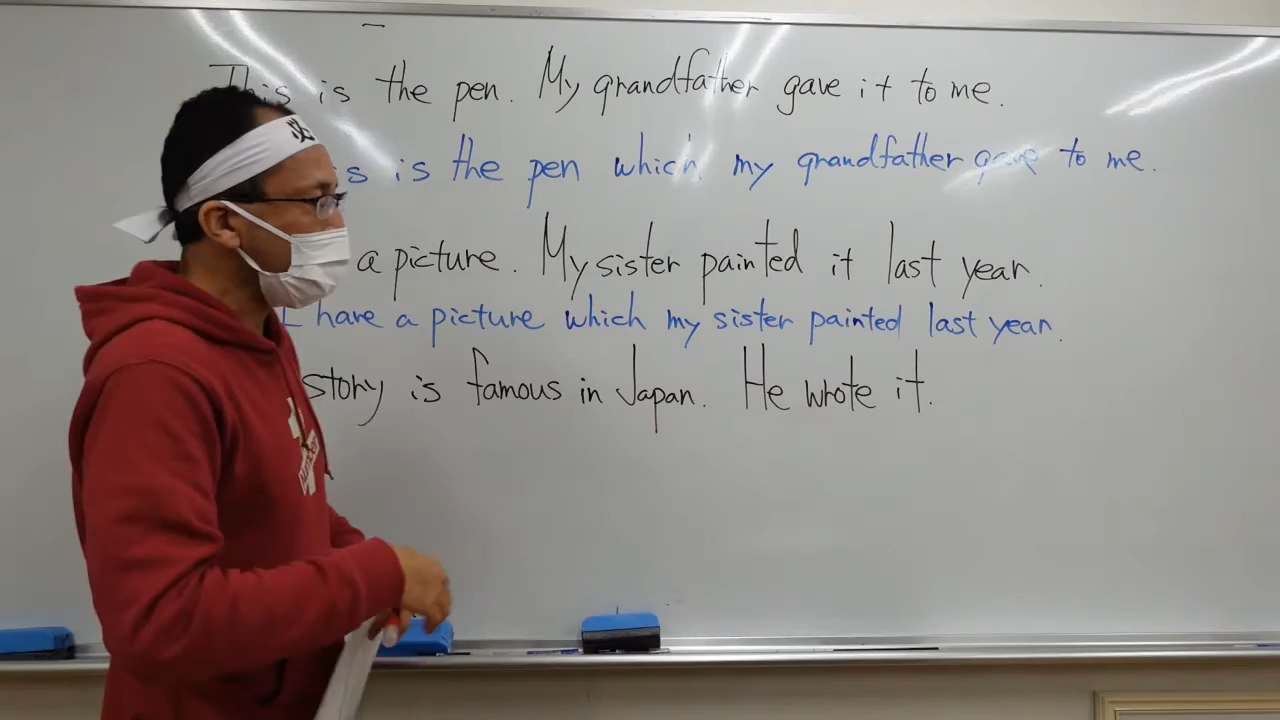 This is the pen. My grandfather gave it to me.
is the pen which my grandfather gave to me.
a picture. My sister painted it last year.
I have a picture which my sister painted last year.
story is famous in Japan. He wrote it.
必